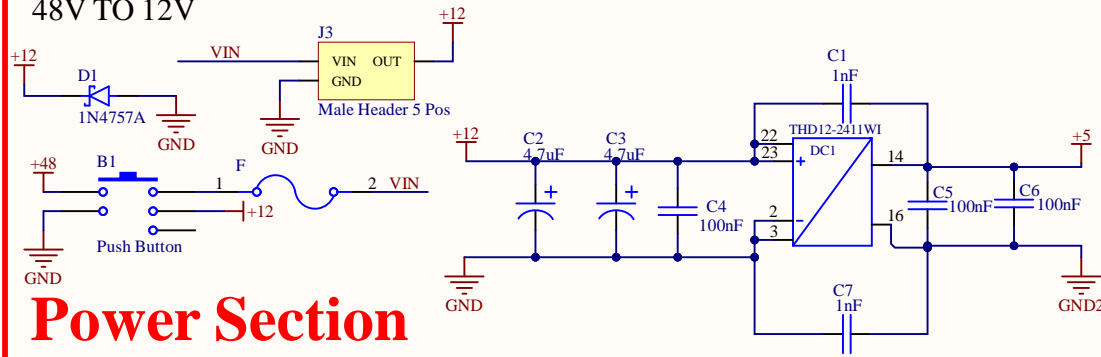 48V TO 12V
+12
D1
1N4757A
GND
VIN
J3
VIN OUT
GND
Male Header 5 Pos
GND
+12
+48
B1
Push Button
GND
1
F
2
VIN
+12
+12
C2
4.7uF
C3
4.7uF
C4
100nF
GND
C1
1nF
THD12-2411WI
DC1
22
23
+
2
-
3
14
16
C5
100nF
C6
100nF
+5
GND2
C7
1nF
Power Section